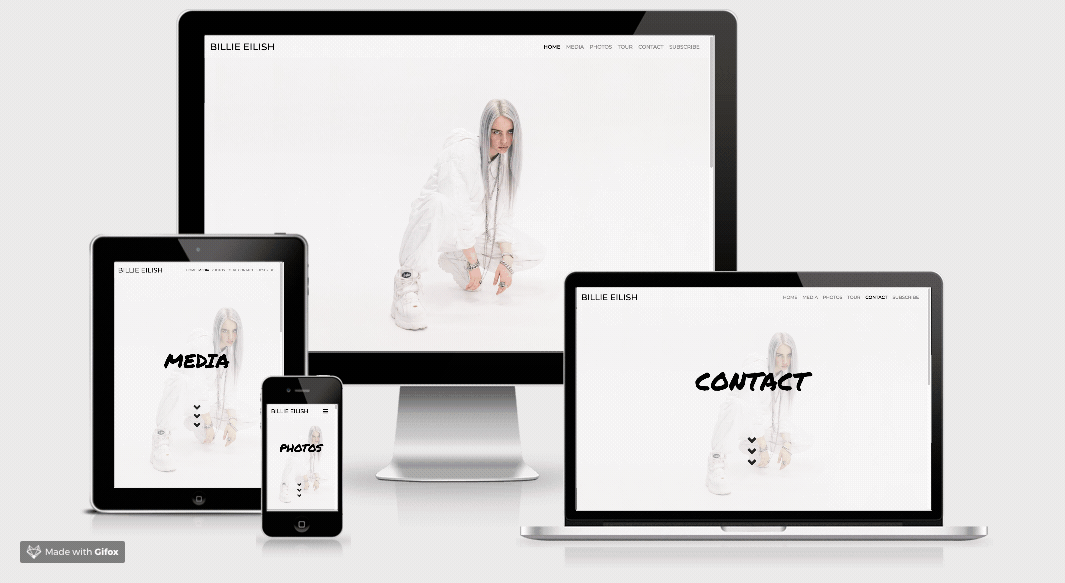 BILLIE EILISH
HOME MEDIA PHOTOS TOUR CONTACT SUBSCRIBE
BILLIE EILISH
MEDIA
BILLIE EILISH
PHOTOS
BILLIE EILISH
HOME MEDIA PHOTOS TOUR CONTACT SUBSCRIBE
CONTACT
Made with Gifox